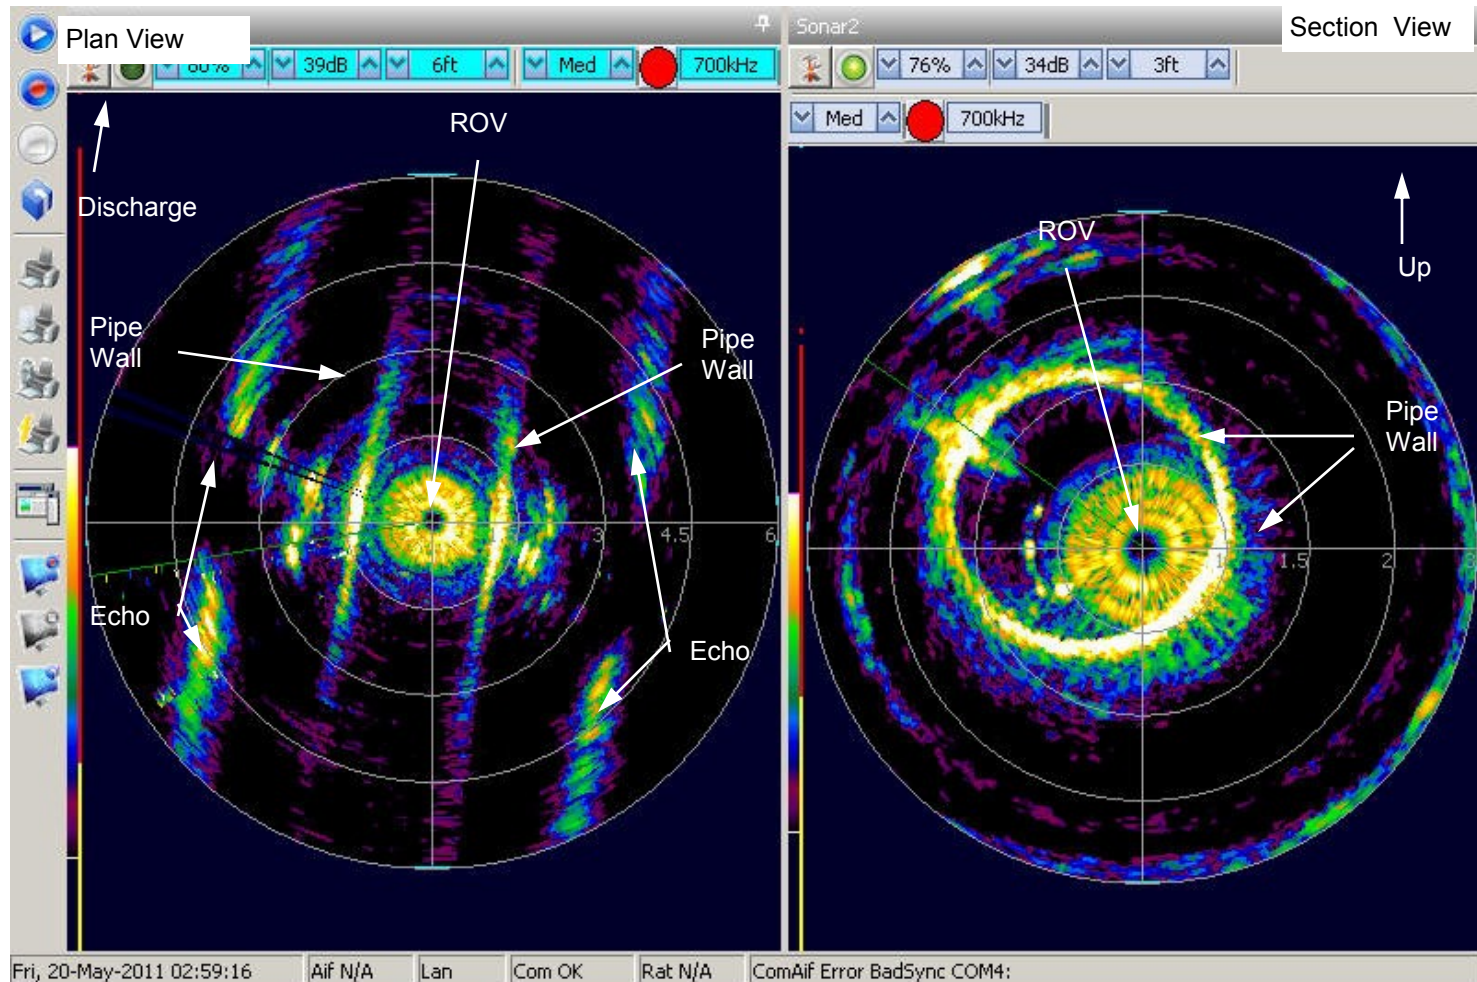 Plan View
Sonar2
Section View
39dB
6ft
Med
700kHz
76%
34dB
3ft
Med
700kHz
ROV
Discharge
Pipe
Wall
Pipe
Wall
3
4.5
6
Echo
Echo
ROV
Up
Pipe
Wall
1.5
2
3
Fri, 20-May-2011 02:59:16
Aif N/A
Lan
Com OK
Rat N/A
ComAif Error BadSync COM4: